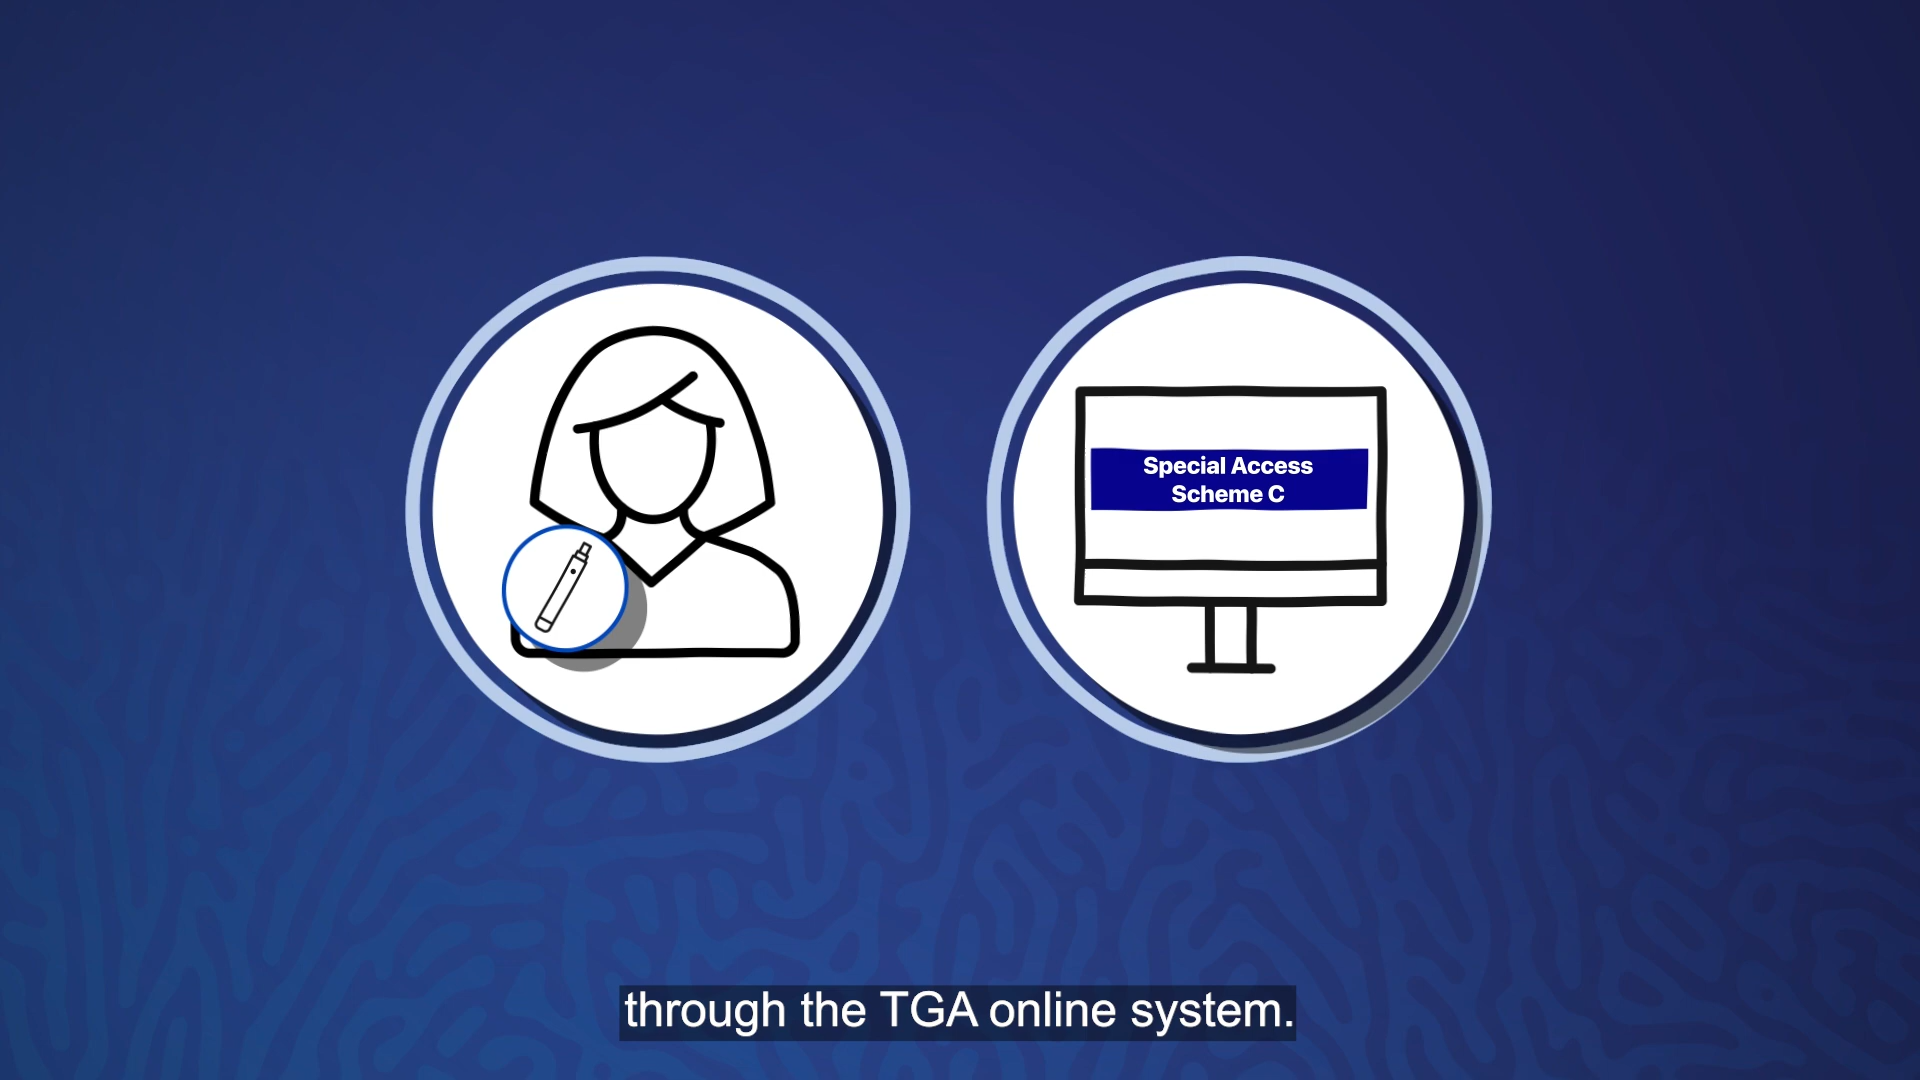 Special Access
Scheme C
through the TGA online system.